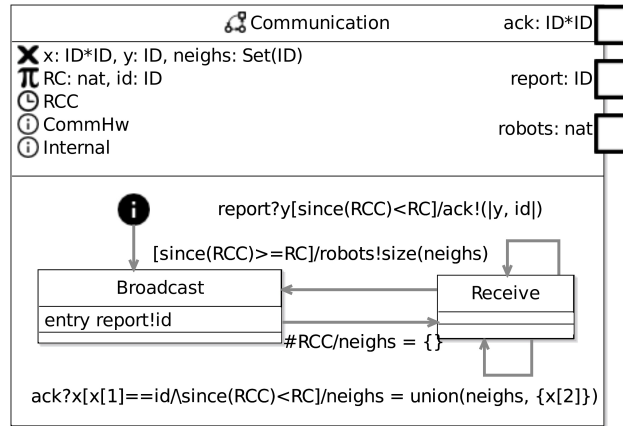 Communication
ack: ID*ID
x: ID*ID, y: ID, neighs: Set(ID)
RC: nat, id: ID
report: ID
RCC
CommHw
robots: nat
Internal
i
report?y[since(RCC)<RC]/ack!(|y, id|)
[since(RCC)>=RC]/robots!size(neighs)
Broadcast
Receive
entry report!id
#RCC/neighs = {}
ack?x[x[1]==id/\since(RCC)<RC]/neighs = union(neighs, {x[2]})